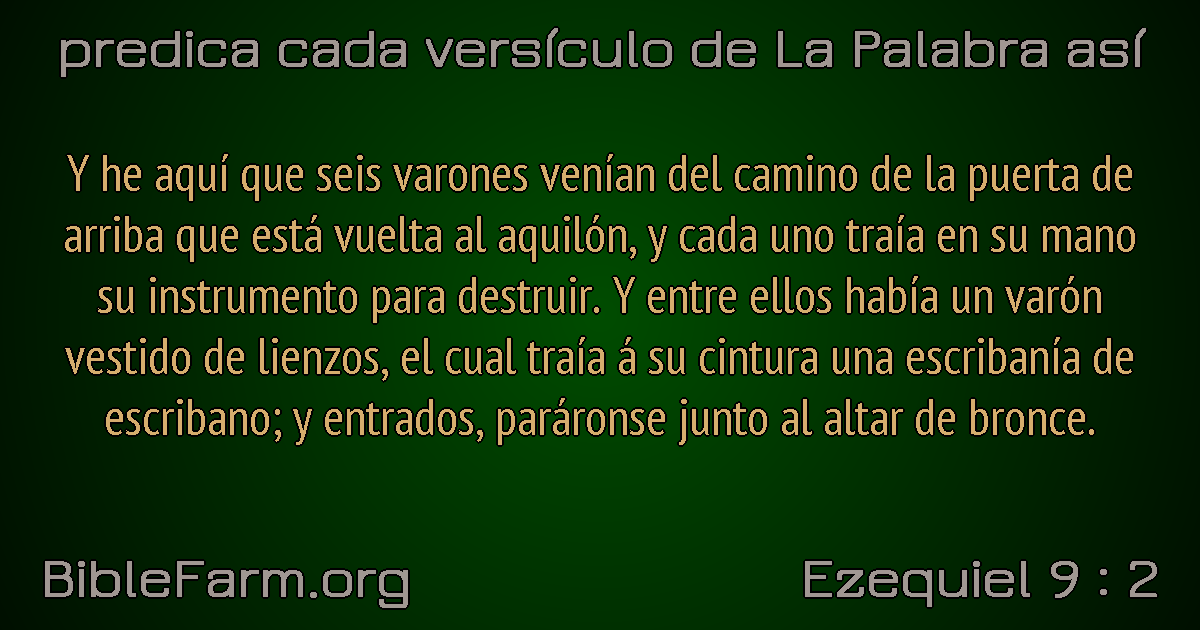 predica cada versículo de La Palabra así
Y he aquí que seis varones venían del camino de la puerta de
arriba que está vuelta al aquilón, y cada uno traía en su mano
su instrumento para destruir. Y entre ellos había un varón
vestido de lienzos, el cual traía á su cintura una escribanía de
escribano; y entrados, paráronse junto al altar de bronce.
BibleFarm.org
Ezequiel 9 : 2